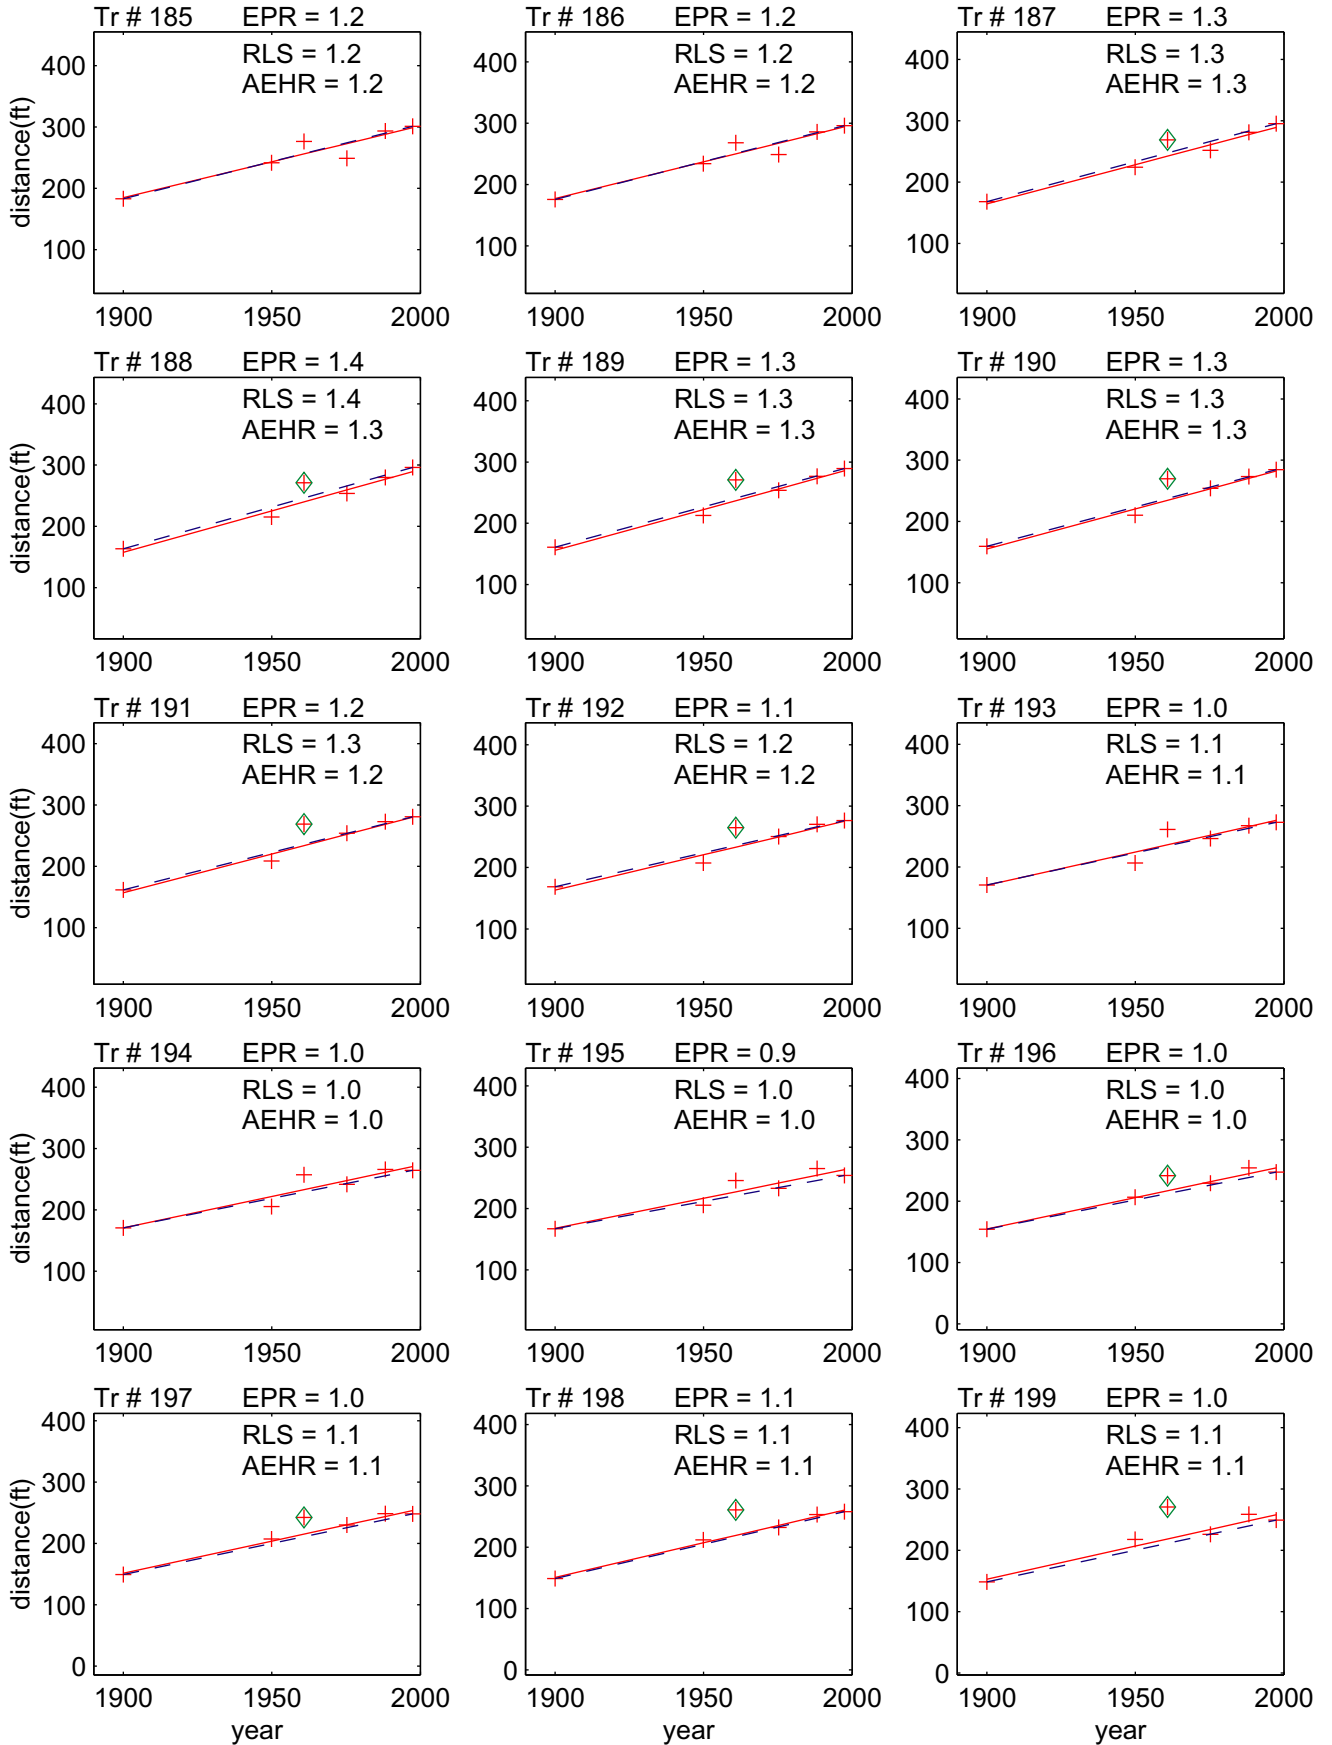 Tr # 185 EPR = 1.2
RLS = 1.2
AEHR = 1.2
400
300
200
100
distance(ft)
1900 1950 2000
Tr # 186 EPR = 1.2
RLS = 1.2
AEHR = 1.2
400
300
200
100
1900 1950 2000
Tr # 187 EPR = 1.3
RLS = 1.3
AEHR = 1.3
400
300
200
100
1900 1950 2000
Tr # 188 EPR = 1.4
RLS = 1.4
AEHR = 1.3
400
300
200
100
distance(ft)
1900 1950 2000
Tr # 189 EPR = 1.3
RLS = 1.3
AEHR = 1.3
400
300
200
100
1900 1950 2000
Tr # 190 EPR = 1.3
RLS = 1.3
AEHR = 1.3
400
300
200
100
1900 1950 2000
Tr # 191 EPR = 1.2
RLS = 1.3
AEHR = 1.2
400
300
200
100
distance(ft)
1900 1950 2000
Tr # 192 EPR = 1.1
RLS = 1.2
AEHR = 1.2
400
300
200
100
1900 1950 2000
Tr # 193 EPR = 1.0
RLS = 1.1
AEHR = 1.1
400
300
200
100
1900 1950 2000
Tr # 194 EPR = 1.0
RLS = 1.0
AEHR = 1.0
400
300
200
100
distance(ft)
1900 1950 2000
Tr # 195 EPR = 0.9
RLS = 1.0
AEHR = 1.0
400
300
200
100
1900 1950 2000
Tr # 196 EPR = 1.0
RLS = 1.0
AEHR = 1.0
400
300
200
100
0
1900 1950 2000
Tr # 197 EPR = 1.0
RLS = 1.1
AEHR = 1.1
400
300
200
100
0
distance(ft)
1900 1950 2000
year
Tr # 198 EPR = 1.1
RLS = 1.1
AEHR = 1.1
400
300
200
100
0
1900 1950 2000
year
Tr # 199 EPR = 1.0
RLS = 1.1
AEHR = 1.1
400
300
200
100
0
1900 1950 2000
year